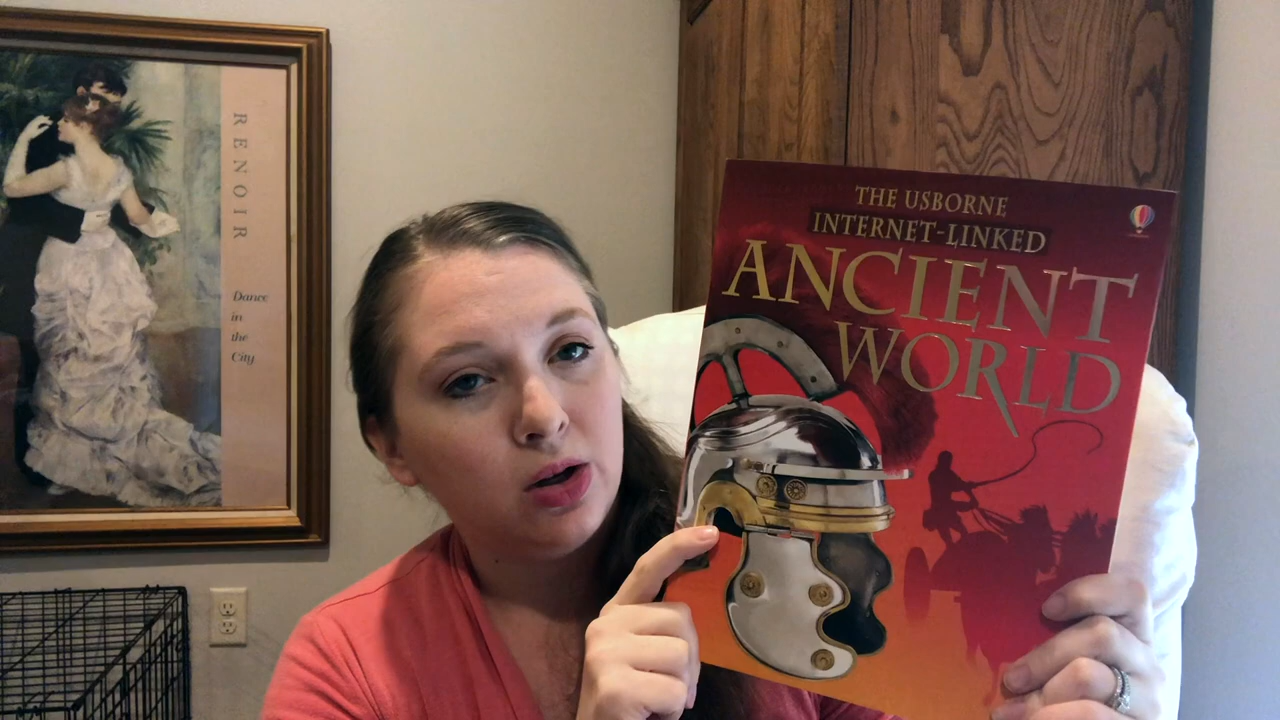 RENOIR
Dance
in
the
City
THE USBORNE
INTERNET-LINKED
ANCIENT
WORLD